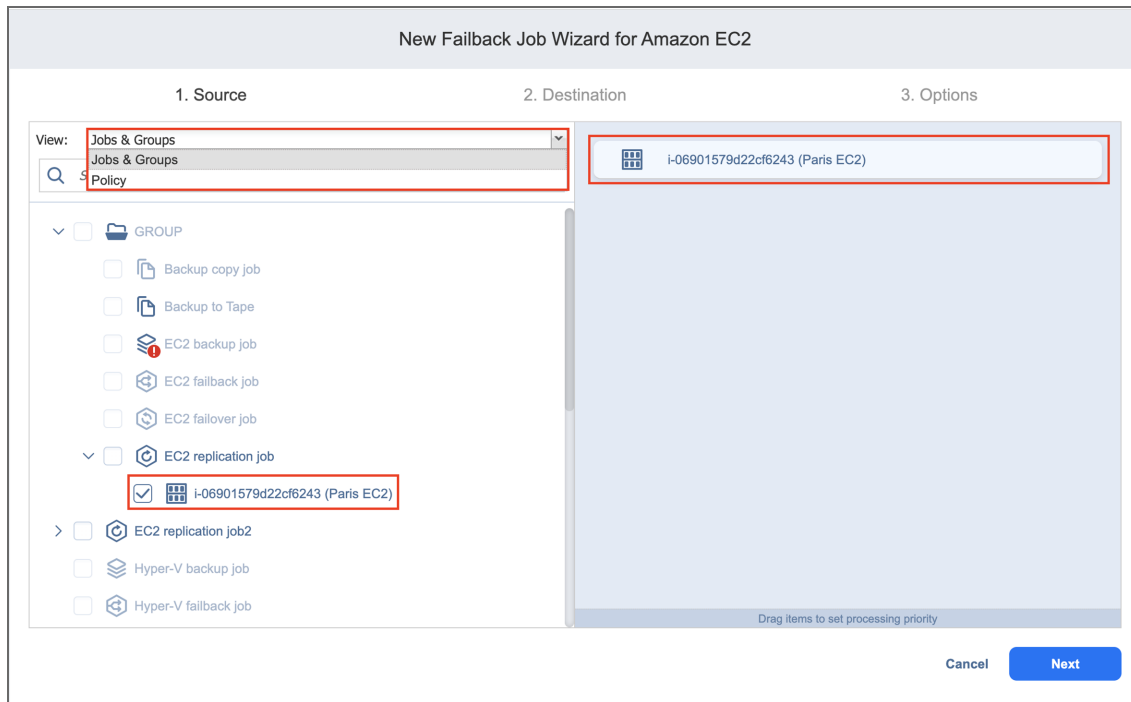 New Failback Job Wizard for Amazon EC2
1. Source
2. Destination
3. Options
View:
Jobs & Groups
Jobs & Groups
Policy
S
GROUP
Backup copy job
Backup to Tape
EC2 backup job
EC2 failback job
EC2 failover job
EC2 replication job
i-06901579d22cf6243 (Paris EC2)
EC2 replication job2
Hyper-V backup job
Hyper-V failback job
i-06901579d22cf6243 (Paris EC2)
Drag items to set processing priority
Cancel
Next